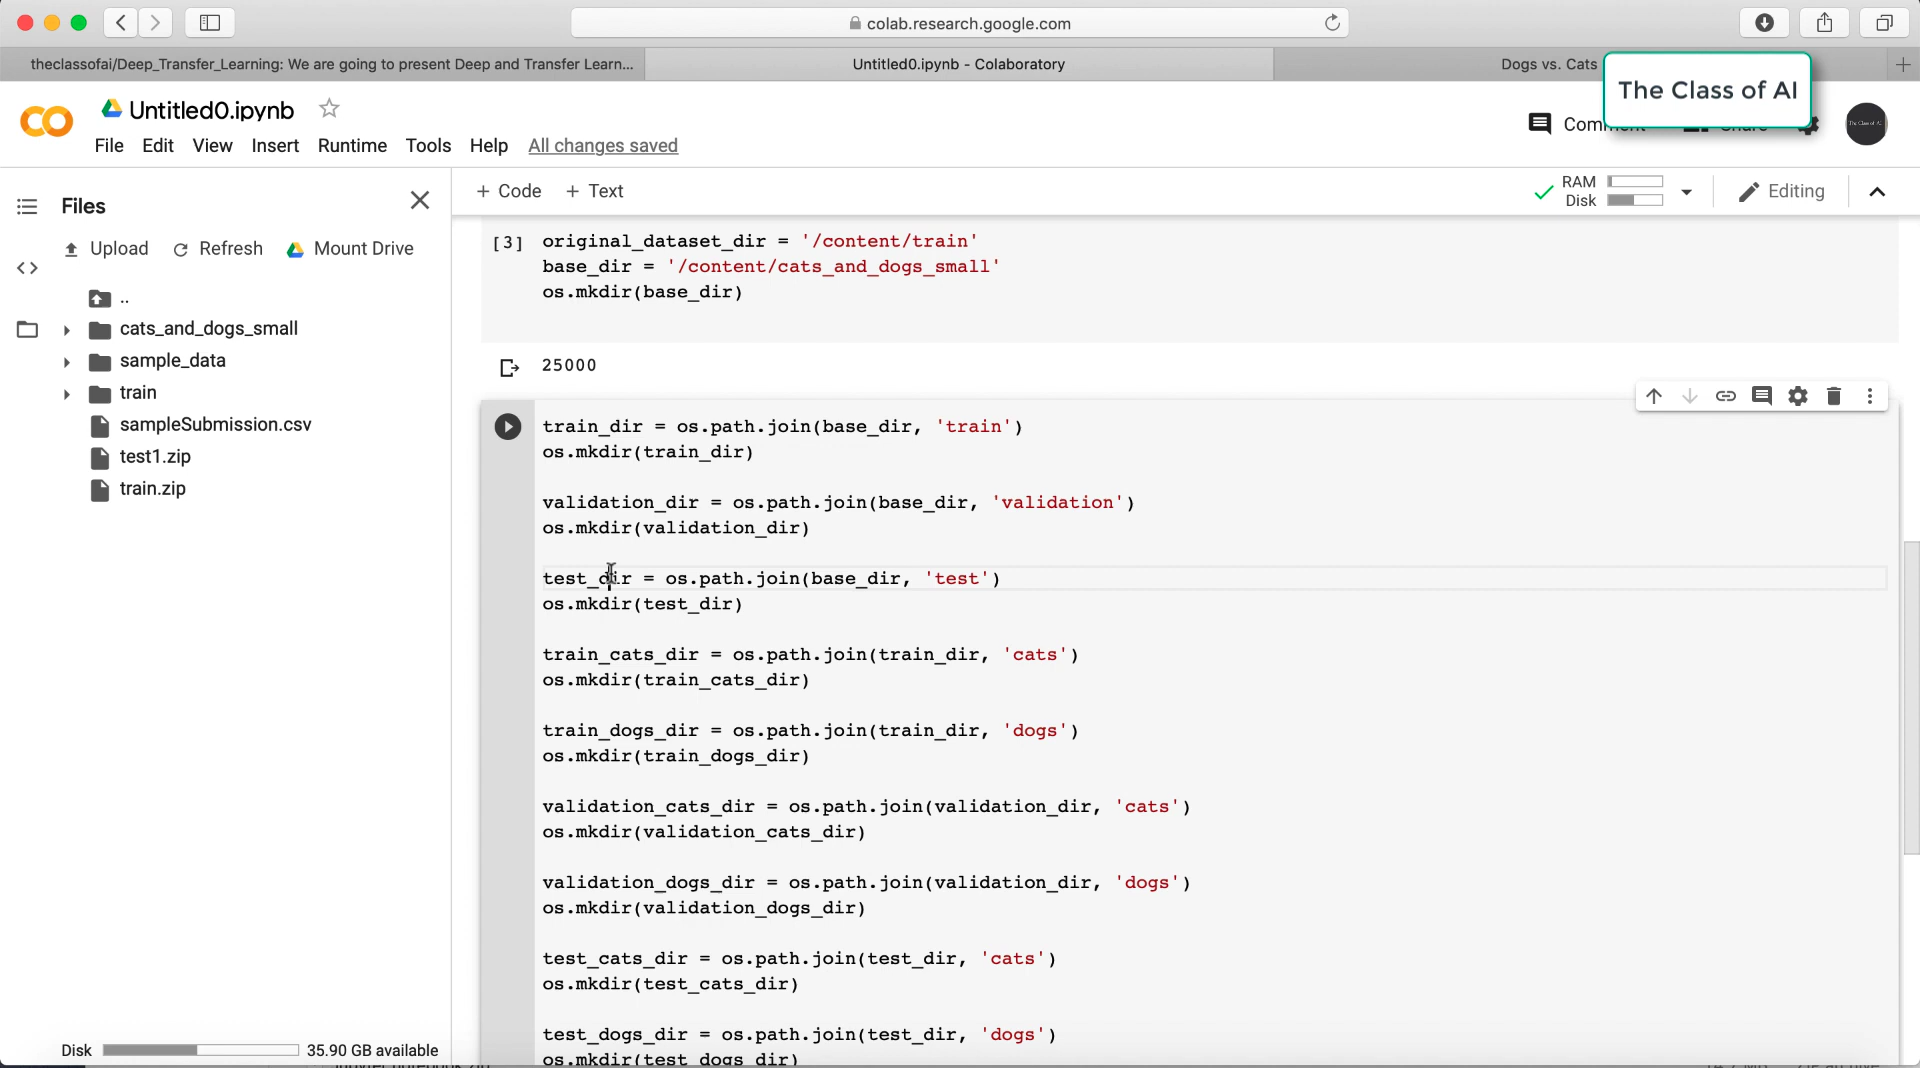 colab.research.google.com
theclassofai/Deep_Transfer_Learning: We are going to present Deep and Transfer Learn...
Untitled0.ipynb - Colaboratory
Dogs vs. Cats
The Class of AI
Untitled0.ipynb
File Edit View Insert Runtime Tools Help All changes saved
Files
+ Code + Text
RAM
Disk
Editing
Upload Refresh Mount Drive
..
cats_and_dogs_small
sample_data
train
sampleSubmission.csv
test1.zip
train.zip
Disk 35.90 GB available
[3] original_dataset_dir = '/content/train'
base_dir = '/content/cats_and_dogs_small'
os.mkdir(base_dir)
25000
train_dir = os.path.join(base_dir, 'train')
os.mkdir(train_dir)
validation_dir = os.path.join(base_dir, 'validation')
os.mkdir(validation_dir)
test_dir = os.path.join(base_dir, 'test')
os.mkdir(test_dir)
train_cats_dir = os.path.join(train_dir, 'cats')
os.mkdir(train_cats_dir)
train_dogs_dir = os.path.join(train_dir, 'dogs')
os.mkdir(train_dogs_dir)
validation_cats_dir = os.path.join(validation_dir, 'cats')
os.mkdir(validation_cats_dir)
validation_dogs_dir = os.path.join(validation_dir, 'dogs')
os.mkdir(validation_dogs_dir)
test_cats_dir = os.path.join(test_dir, 'cats')
os.mkdir(test_cats_dir)
test_dogs_dir = os.path.join(test_dir, 'dogs')
os.mkdir(test_dogs_dir)